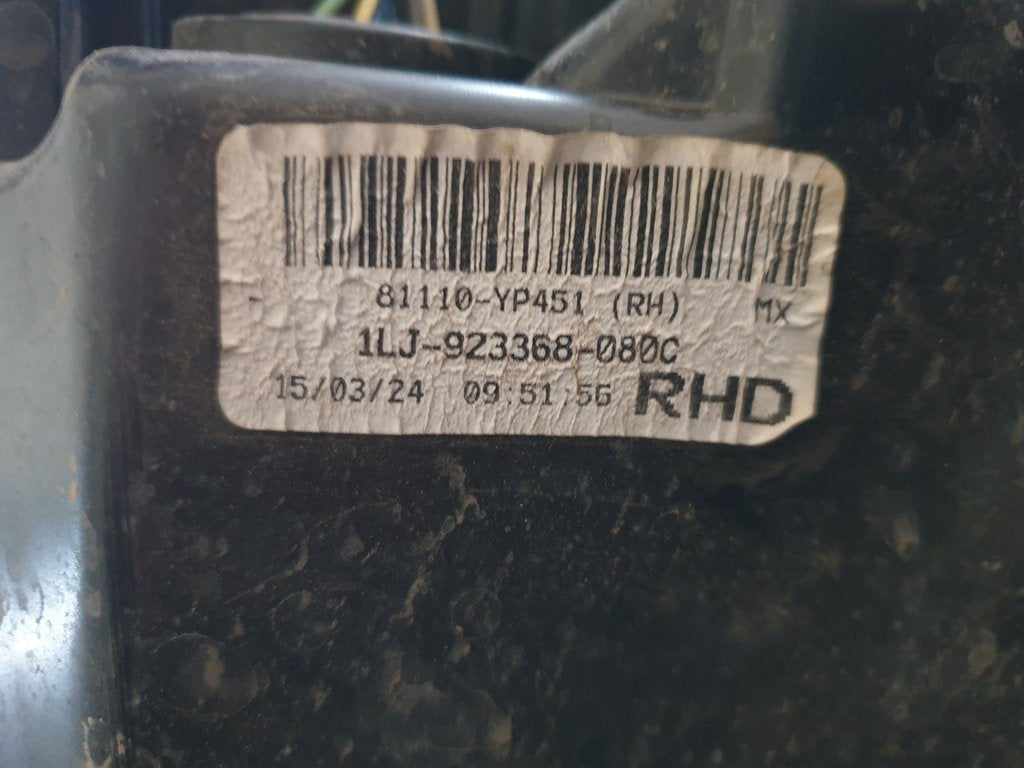 81110-YP451 (RH) MX
1LJ-923368-080C
15/03/24 09:51:56 RHD